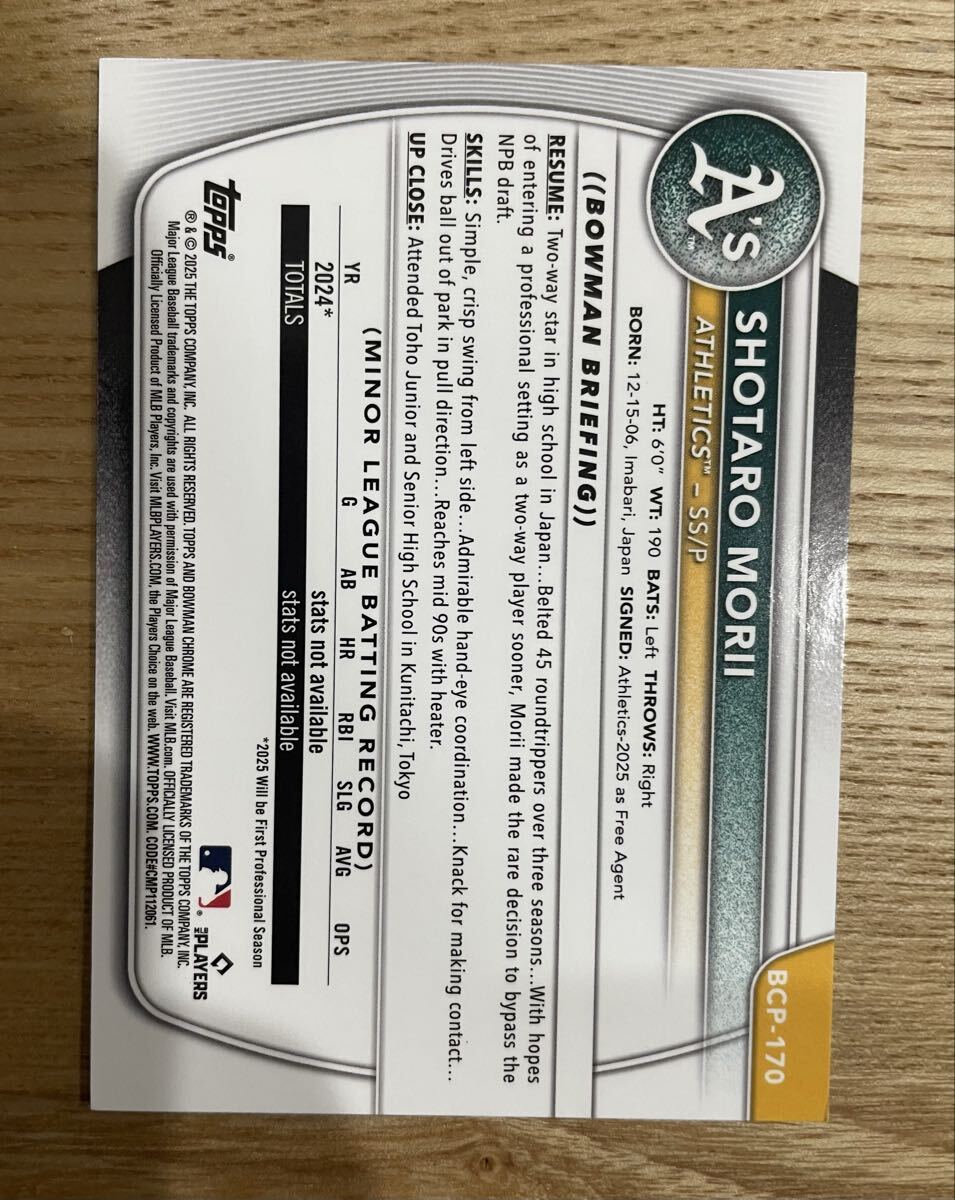 BCP-170
A's™
SHOTARO MORII
ATHLETICS™ – SS/P
HT: 6'0" WT: 190 BATS: Left THROWS: Right
BORN: 12-15-06, Imabari, Japan SIGNED: Athletics-2025 as Free Agent
((BOWMAN BRIEFING))
RESUME: Two-way star in high school in Japan...Belted 45 roundtrippers over three seasons...With hopes
of entering a professional setting as a two-way player sooner, Morii made the rare decision to bypass the
NPB draft.
SKILLS: Simple, crisp swing from left side...Admirable hand-eye coordination...Knack for making contact...
Drives ball out of park in pull direction...Reaches mid 90s with heater.
UP CLOSE: Attended Toho Junior and Senior High School in Kunitachi, Tokyo
(MINOR LEAGUE BATTING RECORD)
YR G AB HR RBI SLG AVG OPS
2024* stats not available
TOTALS stats not available
*2025 Will be First Professional Season
topps®
® & © 2025 THE TOPPS COMPANY, INC. ALL RIGHTS RESERVED. TOPPS AND BOWMAN CHROME ARE REGISTERED TRADEMARKS OF THE TOPPS COMPANY, INC.
Major League Baseball trademarks and copyrights are used with permission of Major League Baseball. Visit MLB.com. OFFICIALLY LICENSED PRODUCT OF MLB.
Officially Licensed Product of MLB Players, Inc. Visit MLBPLAYERS.COM, the Players Choice on the web. WWW.TOPPS.COM. CODE#CMP112061.
MLB PLAYERS